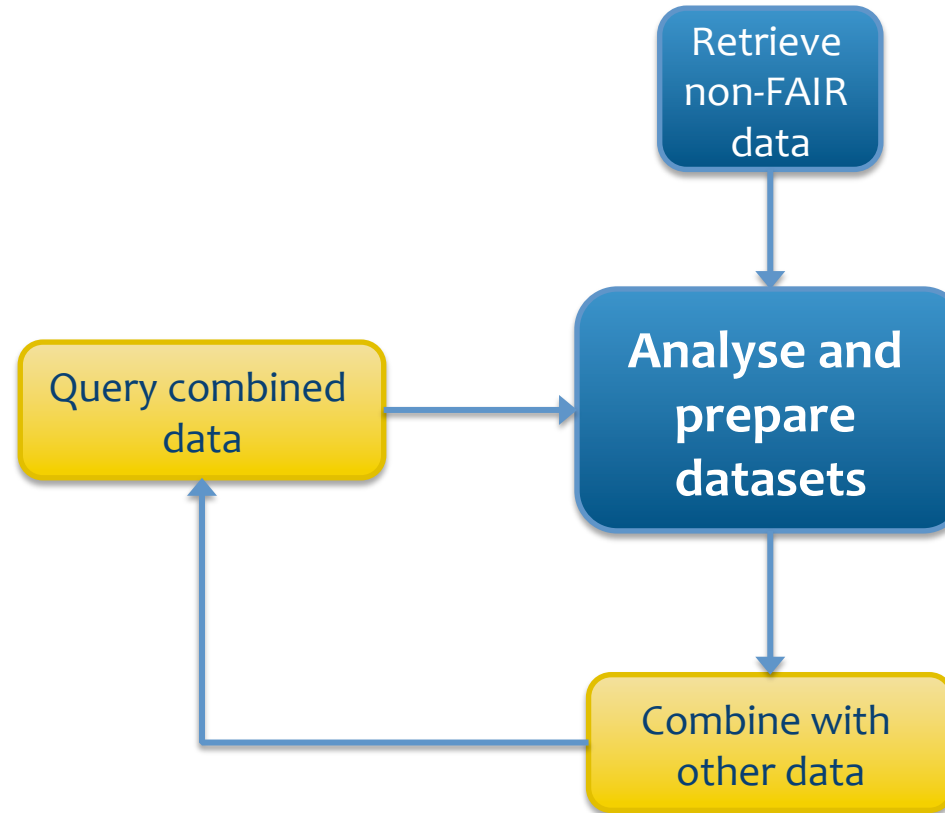 Retrieve
non-FAIR
data
Analyse and
prepare
datasets
Query combined
data
Combine with
other data